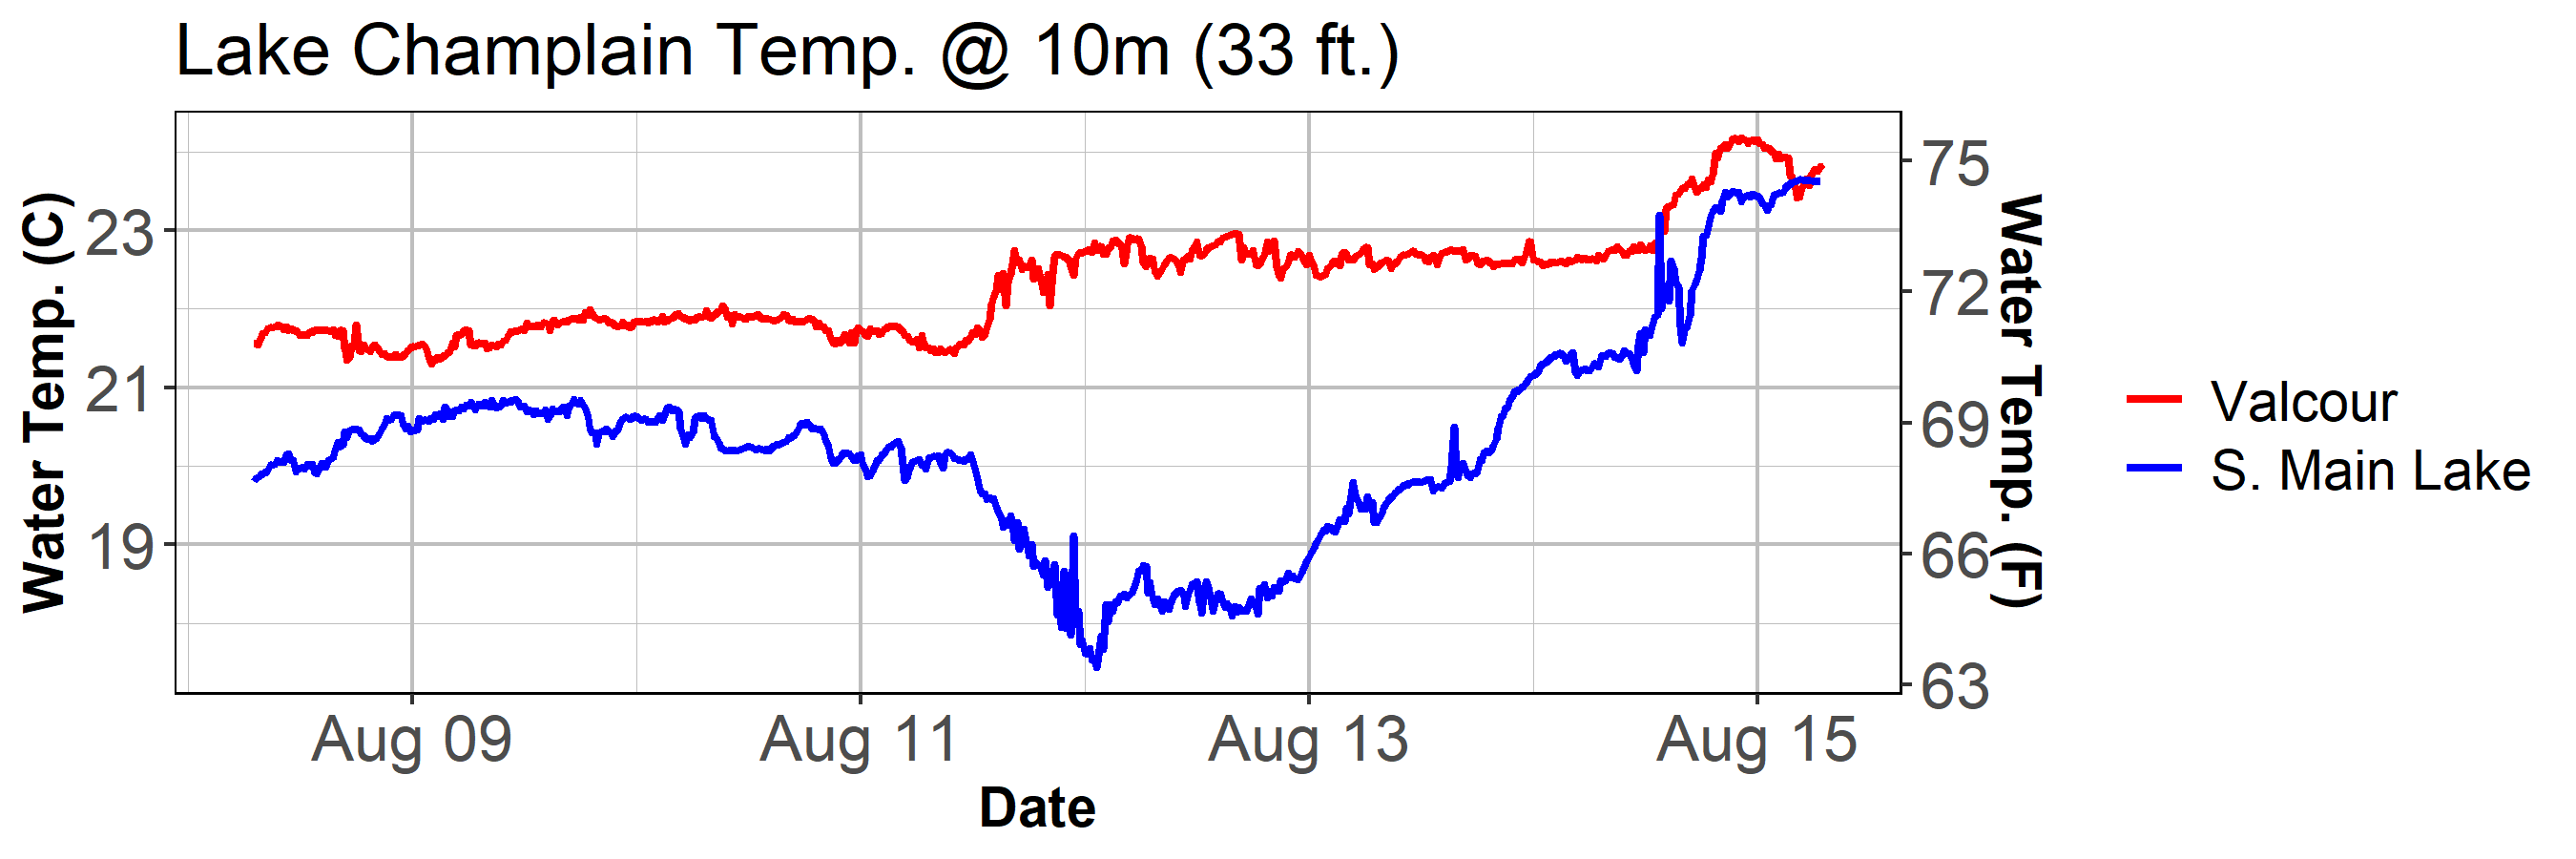 Lake Champlain Temp. @ 10m (33 ft.)
Water Temp. (C)
23
21
19
75
72
69
66
63
Water Temp. (F)
Aug 09
Aug 11
Aug 13
Aug 15
Date
Valcour
S. Main Lake